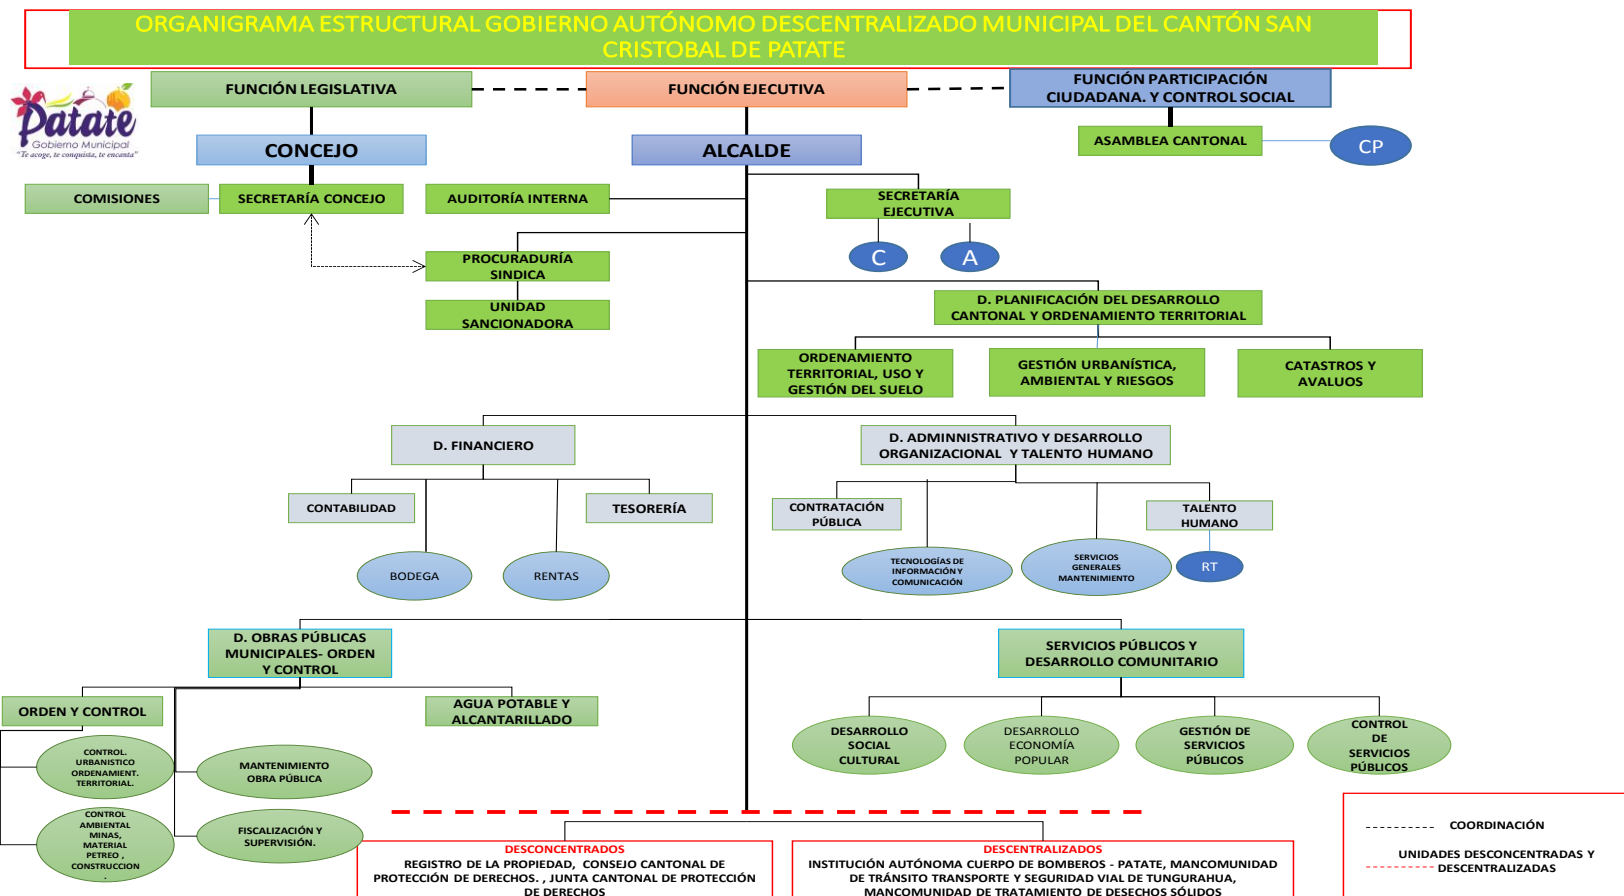 ORGANIGRAMA ESTRUCTURAL GOBIERNO AUTÓNOMO DESCENTRALIZADO MUNICIPAL DEL CANTÓN SAN
CRISTOBAL DE PATATE
Patate
Gobierno Municipal
"Te acoge, te conquista, te encanta"
FUNCIÓN LEGISLATIVA
FUNCIÓN EJECUTIVA
FUNCIÓN PARTICIPACIÓN
CIUDADANA. Y CONTROL SOCIAL
CONCEJO
ALCALDE
ASAMBLEA CANTONAL
CP
COMISIONES
SECRETARÍA CONCEJO
AUDITORÍA INTERNA
SECRETARÍA
EJECUTIVA
C
A
PROCURADURÍA
SINDICA
UNIDAD
SANCIONADORA
D. PLANIFICACIÓN DEL DESARROLLO
CANTONAL Y ORDENAMIENTO TERRITORIAL
ORDENAMIENTO
TERRITORIAL, USO Y
GESTIÓN DEL SUELO
GESTIÓN URBANÍSTICA,
AMBIENTAL Y RIESGOS
CATASTROS Y
AVALUOS
D. FINANCIERO
D. ADMINNISTRATIVO Y DESARROLLO
ORGANIZACIONAL Y TALENTO HUMANO
CONTABILIDAD
TESORERÍA
CONTRATACIÓN
PÚBLICA
TALENTO
HUMANO
BODEGA
RENTAS
TECNOLOGÍAS DE
INFORMACIÓN Y
COMUNICACIÓN
SERVICIOS
GENERALES
MANTENIMIENTO
RT
D. OBRAS PÚBLICAS
MUNICIPALES- ORDEN
Y CONTROL
SERVICIOS PÚBLICOS Y
DESARROLLO COMUNITARIO
ORDEN Y CONTROL
AGUA POTABLE Y
ALCANTARILLADO
CONTROL.
URBANISTICO
ORDENAMIENT.
TERRITORIAL.
MANTENIMIENTO
OBRA PÚBLICA
DESARROLLO
SOCIAL
CULTURAL
DESARROLLO
ECONOMÍA
POPULAR
GESTIÓN DE
SERVICIOS
PÚBLICOS
CONTROL
DE
SERVICIOS
PÚBLICOS
CONTROL
AMBIENTAL
MINAS,
MATERIAL
PETREO ,
CONSTRUCCION
.
FISCALIZACIÓN Y
SUPERVISIÓN.
DESCONCENTRADOS
REGISTRO DE LA PROPIEDAD, CONSEJO CANTONAL DE
PROTECCIÓN DE DERECHOS. , JUNTA CANTONAL DE PROTECCIÓN
DE DERECHOS
DESCENTRALIZADOS
INSTITUCIÓN AUTÓNOMA CUERPO DE BOMBEROS - PATATE, MANCOMUNIDAD
DE TRÁNSITO TRANSPORTE Y SEGURIDAD VIAL DE TUNGURAHUA,
MANCOMUNIDAD DE TRATAMIENTO DE DESECHOS SÓLIDOS
COORDINACIÓN
UNIDADES DESCONCENTRADAS Y
DESCENTRALIZADAS